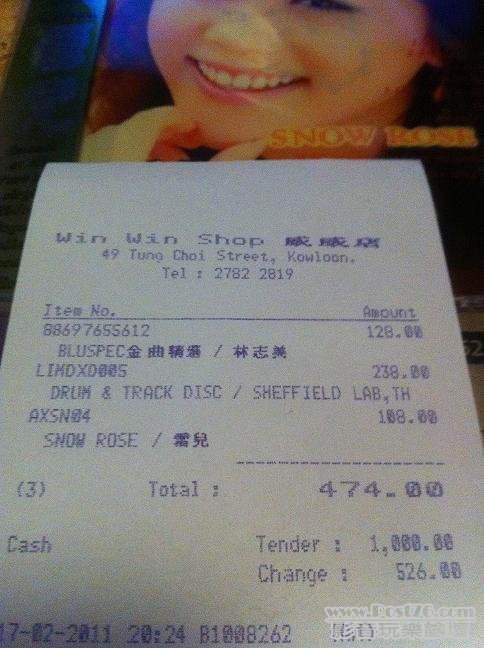 SNOW ROSE
Win Win Shop 威威店
49 Tung Choi Street, Kowloon.
Tel : 2782 2819
Item No. Amount
88697655612 128.00
BLUSPEC金曲精選 / 林志美
LIMDXD005 238.00
DRUM & TRACK DISC / SHEFFIELD LAB,TH
AXSN04 108.00
SNOW ROSE / 雪兒
(3) Total : 474.00
Cash Tender : 1,000.00
Change : 526.00
17-02-2011 20:24 B1008262 影音
www.Post76.com
影音玩樂論壇